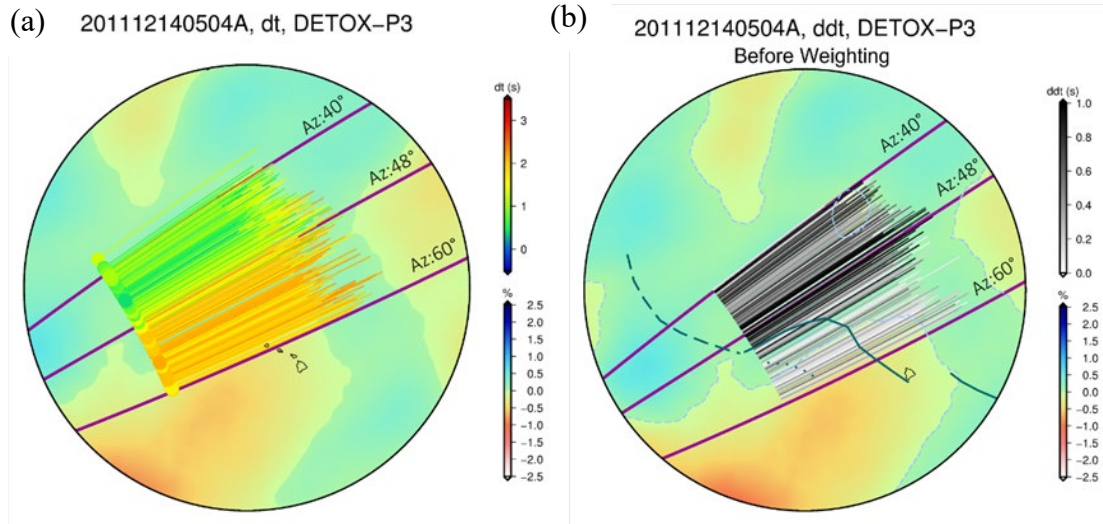 (a)
201112140504A, dt, DETOX−P3
dt (s)
3
2
1
0
%
2.5
2.0
1.5
1.0
0.5
0.0
−0.5
−1.0
−1.5
−2.0
−2.5
Az:40°
Az:48°
Az:60°
(b)
201112140504A, ddt, DETOX−P3
Before Weighting
ddt (s)
1.0
0.8
0.6
0.4
0.2
0.0
%
2.5
2.0
1.5
1.0
0.5
0.0
−0.5
−1.0
−1.5
−2.0
−2.5
Az:40°
Az:48°
Az:60°